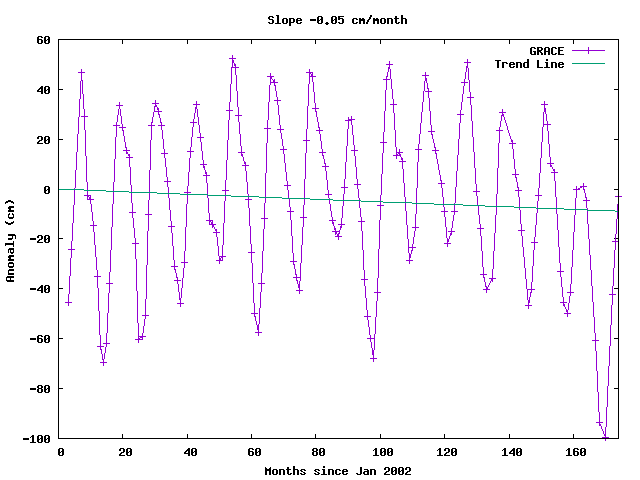 Slope -0.05 cm/month
GRACE
Trend Line
60
40
20
0
-20
-40
-60
-80
-100
Anomaly (cm)
0 20 40 60 80 100 120 140 160
Months since Jan 2002